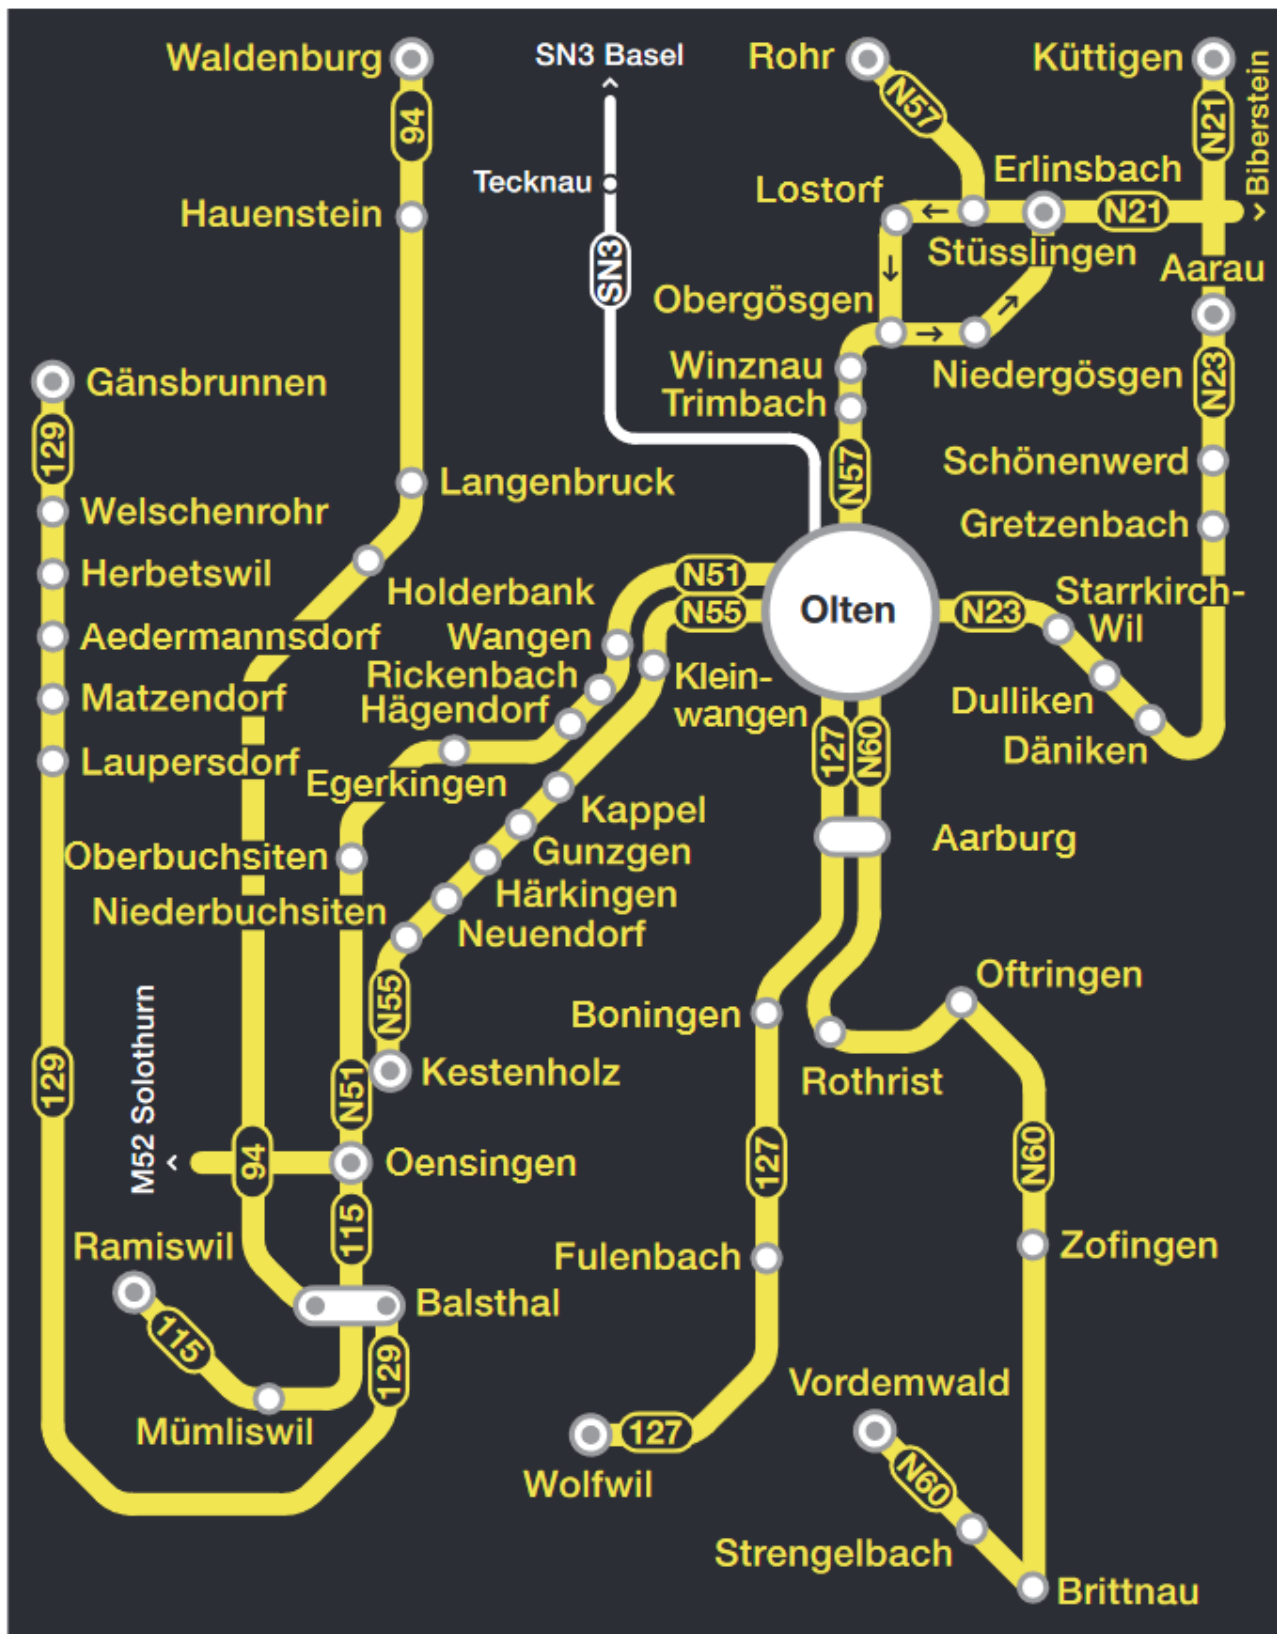 Waldenburg
SN3 Basel
Rohr
Küttigen
94
N57
N21
Biberstein
Tecknau
Erlinsbach
Lostorf
N21
Hauenstein
Stüsslingen
SN3
Aarau
Obergösgen
Winznau
Niedergösgen
N23
Trimbach
Gänsbrunnen
129
N57
Schönenwerd
Langenbruck
Welschenrohr
Gretzenbach
Herbetswil
Holderbank
N51
N55
Olten
N23
Starrkirch-
Wil
Aedermannsdorf
Wangen
Rickenbach
Klein-
wangen
Matzendorf
Hägendorf
Dulliken
Däniken
127
N60
Laupersdorf
Egerkingen
Kappel
Aarburg
Oberbuchsiten
Gunzgen
Härkingen
Niederbuchsiten
Neuendorf
Oftringen
N55
Boningen
M52 Solothurn
129
N51
Kestenholz
Rothrist
94
Oensingen
127
N60
115
Ramiswil
Fulenbach
Zofingen
Balsthal
115
129
Vordemwald
Mümliswil
127
Wolfwil
N60
Strengelbach
Brittnau